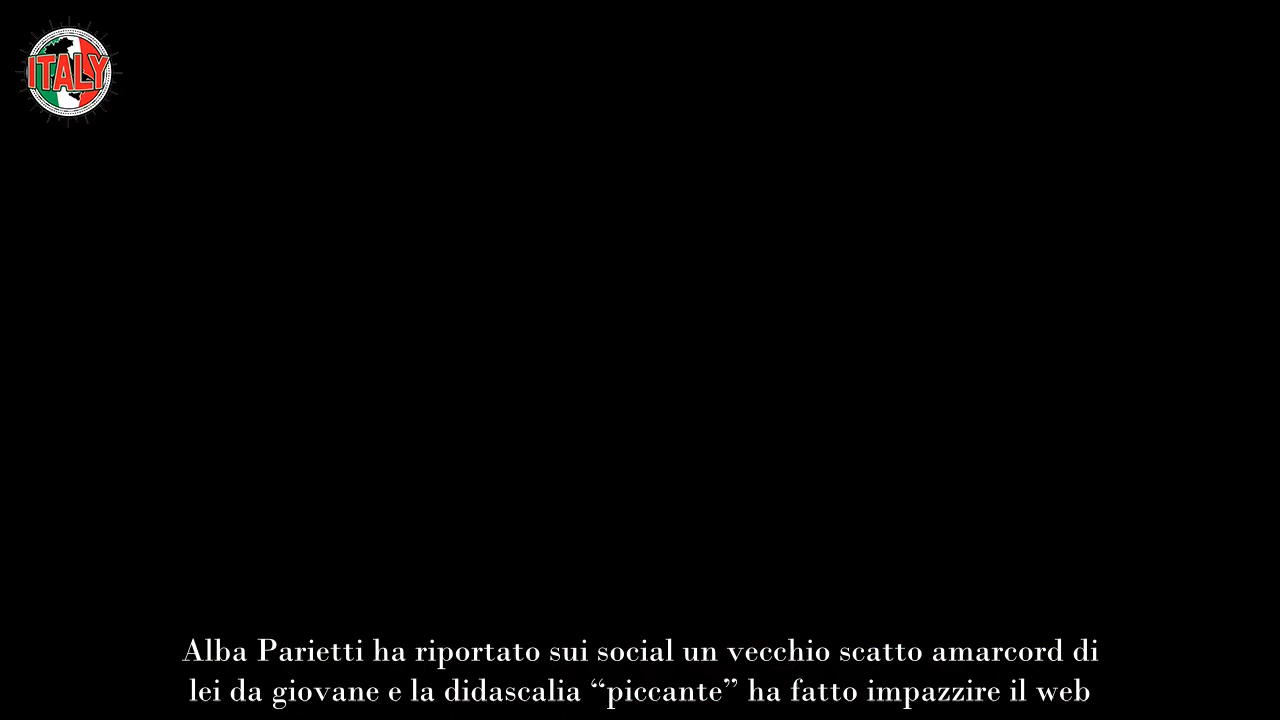 ITALY
Alba Parietti ha riportato sui social un vecchio scatto amarcord di
lei da giovane e la didascalia “piccante” ha fatto impazzire il web